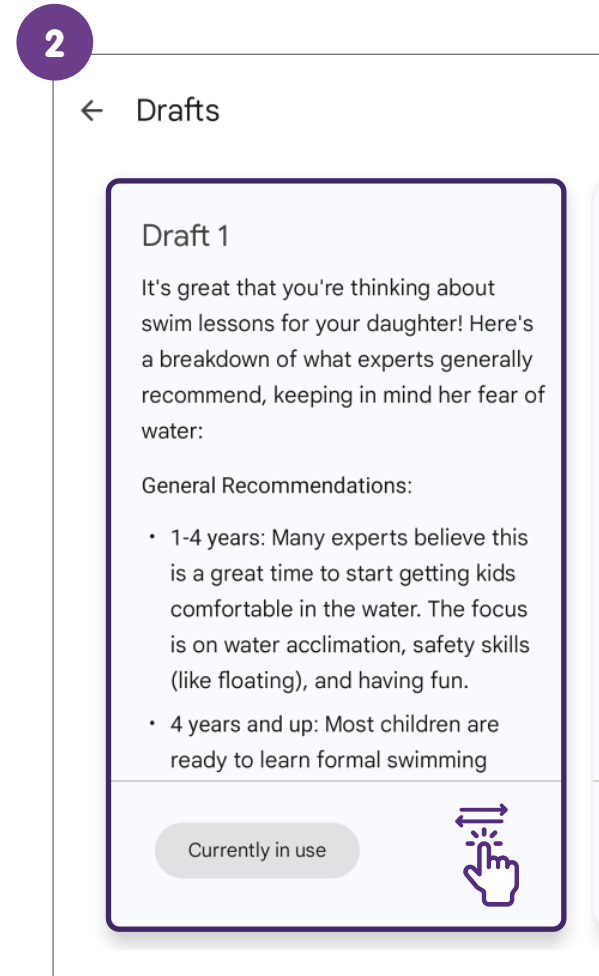 2
Drafts
Draft 1
It's great that you're thinking about
swim lessons for your daughter! Here's
a breakdown of what experts generally
recommend, keeping in mind her fear of
water:
General Recommendations:
• 1-4 years: Many experts believe this
is a great time to start getting kids
comfortable in the water. The focus
is on water acclimation, safety skills
(like floating), and having fun.
• 4 years and up: Most children are
ready to learn formal swimming
Currently in use